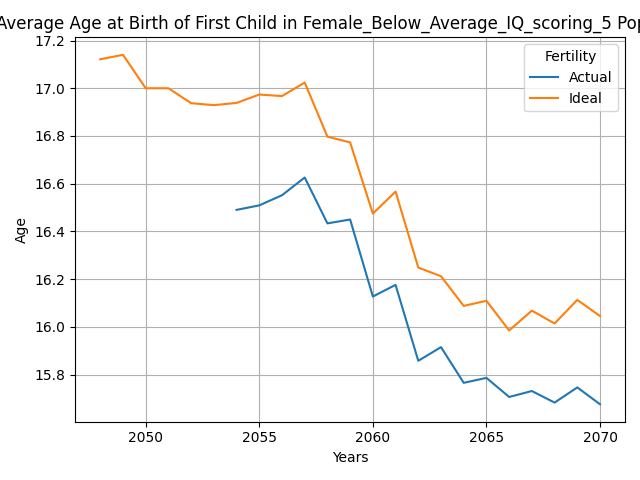 Average Age at Birth of First Child in Female_Below_Average_IQ_scoring_5
Fertility
Actual
Ideal
17.2
17.0
16.8
16.6
16.4
16.2
16.0
15.8
Age
2050 2055 2060 2065 2070
Years